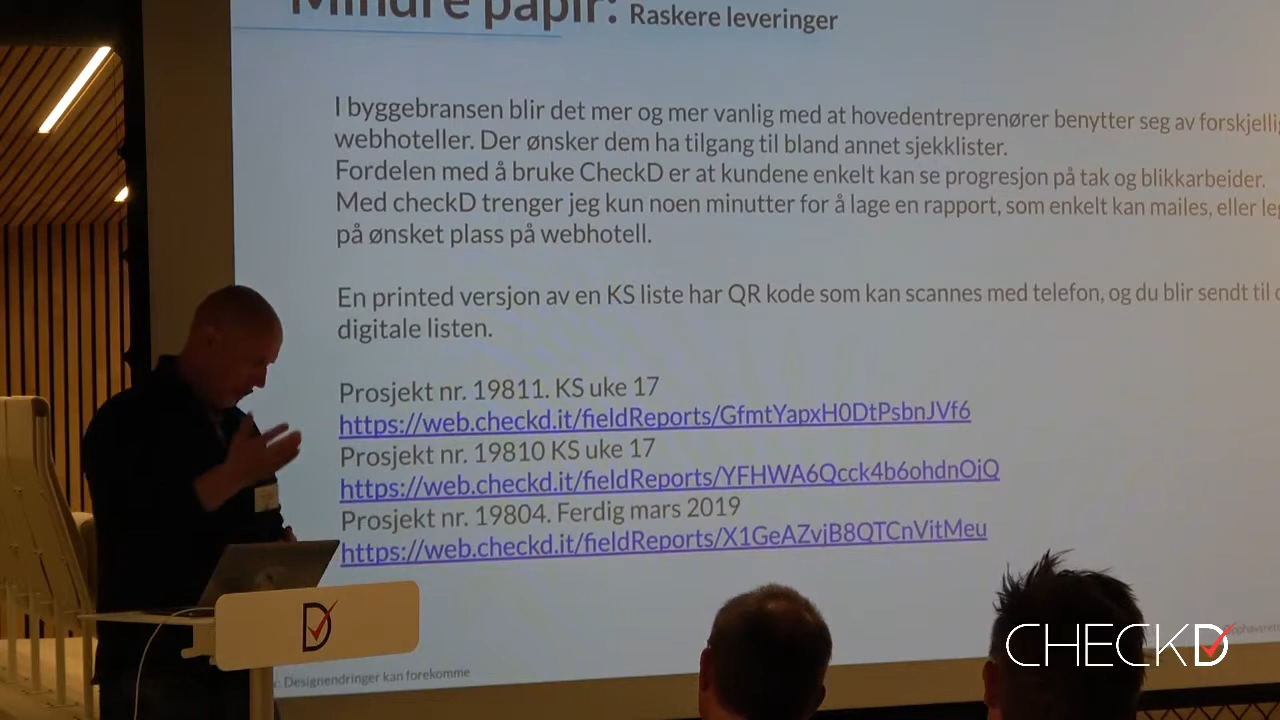 Mindre papir: Raskere leveringer
I byggebransen blir det mer og mer vanlig med at hovedentreprenører benytter seg av
webhoteller. Der ønsker dem ha tilgang til bland annet sjekklister.
Fordelen med å bruke CheckD er at kundene enkelt kan se progresjon på tak og blikkarbeider.
Med checkD trenger jeg kun noen minutter for å lage en rapport, som enkelt kan mailes, eller
på ønsket plass på webhotell.
En printed versjon av en KS liste har QR kode som kan scannes med telefon, og du blir sendt til
digitale listen.
Prosjekt nr. 19811. KS uke 17
https://web.checkd.it/fieldReports/GfmtYapxH0DtPsbnJVf6
Prosjekt nr. 19810 KS uke 17
https://web.checkd.it/fieldReports/YFHWA6Qcck4b6ohdnOjQ
Prosjekt nr. 19804. Ferdig mars 2019
https://web.checkd.it/fieldReports/X1GeAZvjB8QTCnVitMeu
D
CHECKD
Designendringer kan forekomme